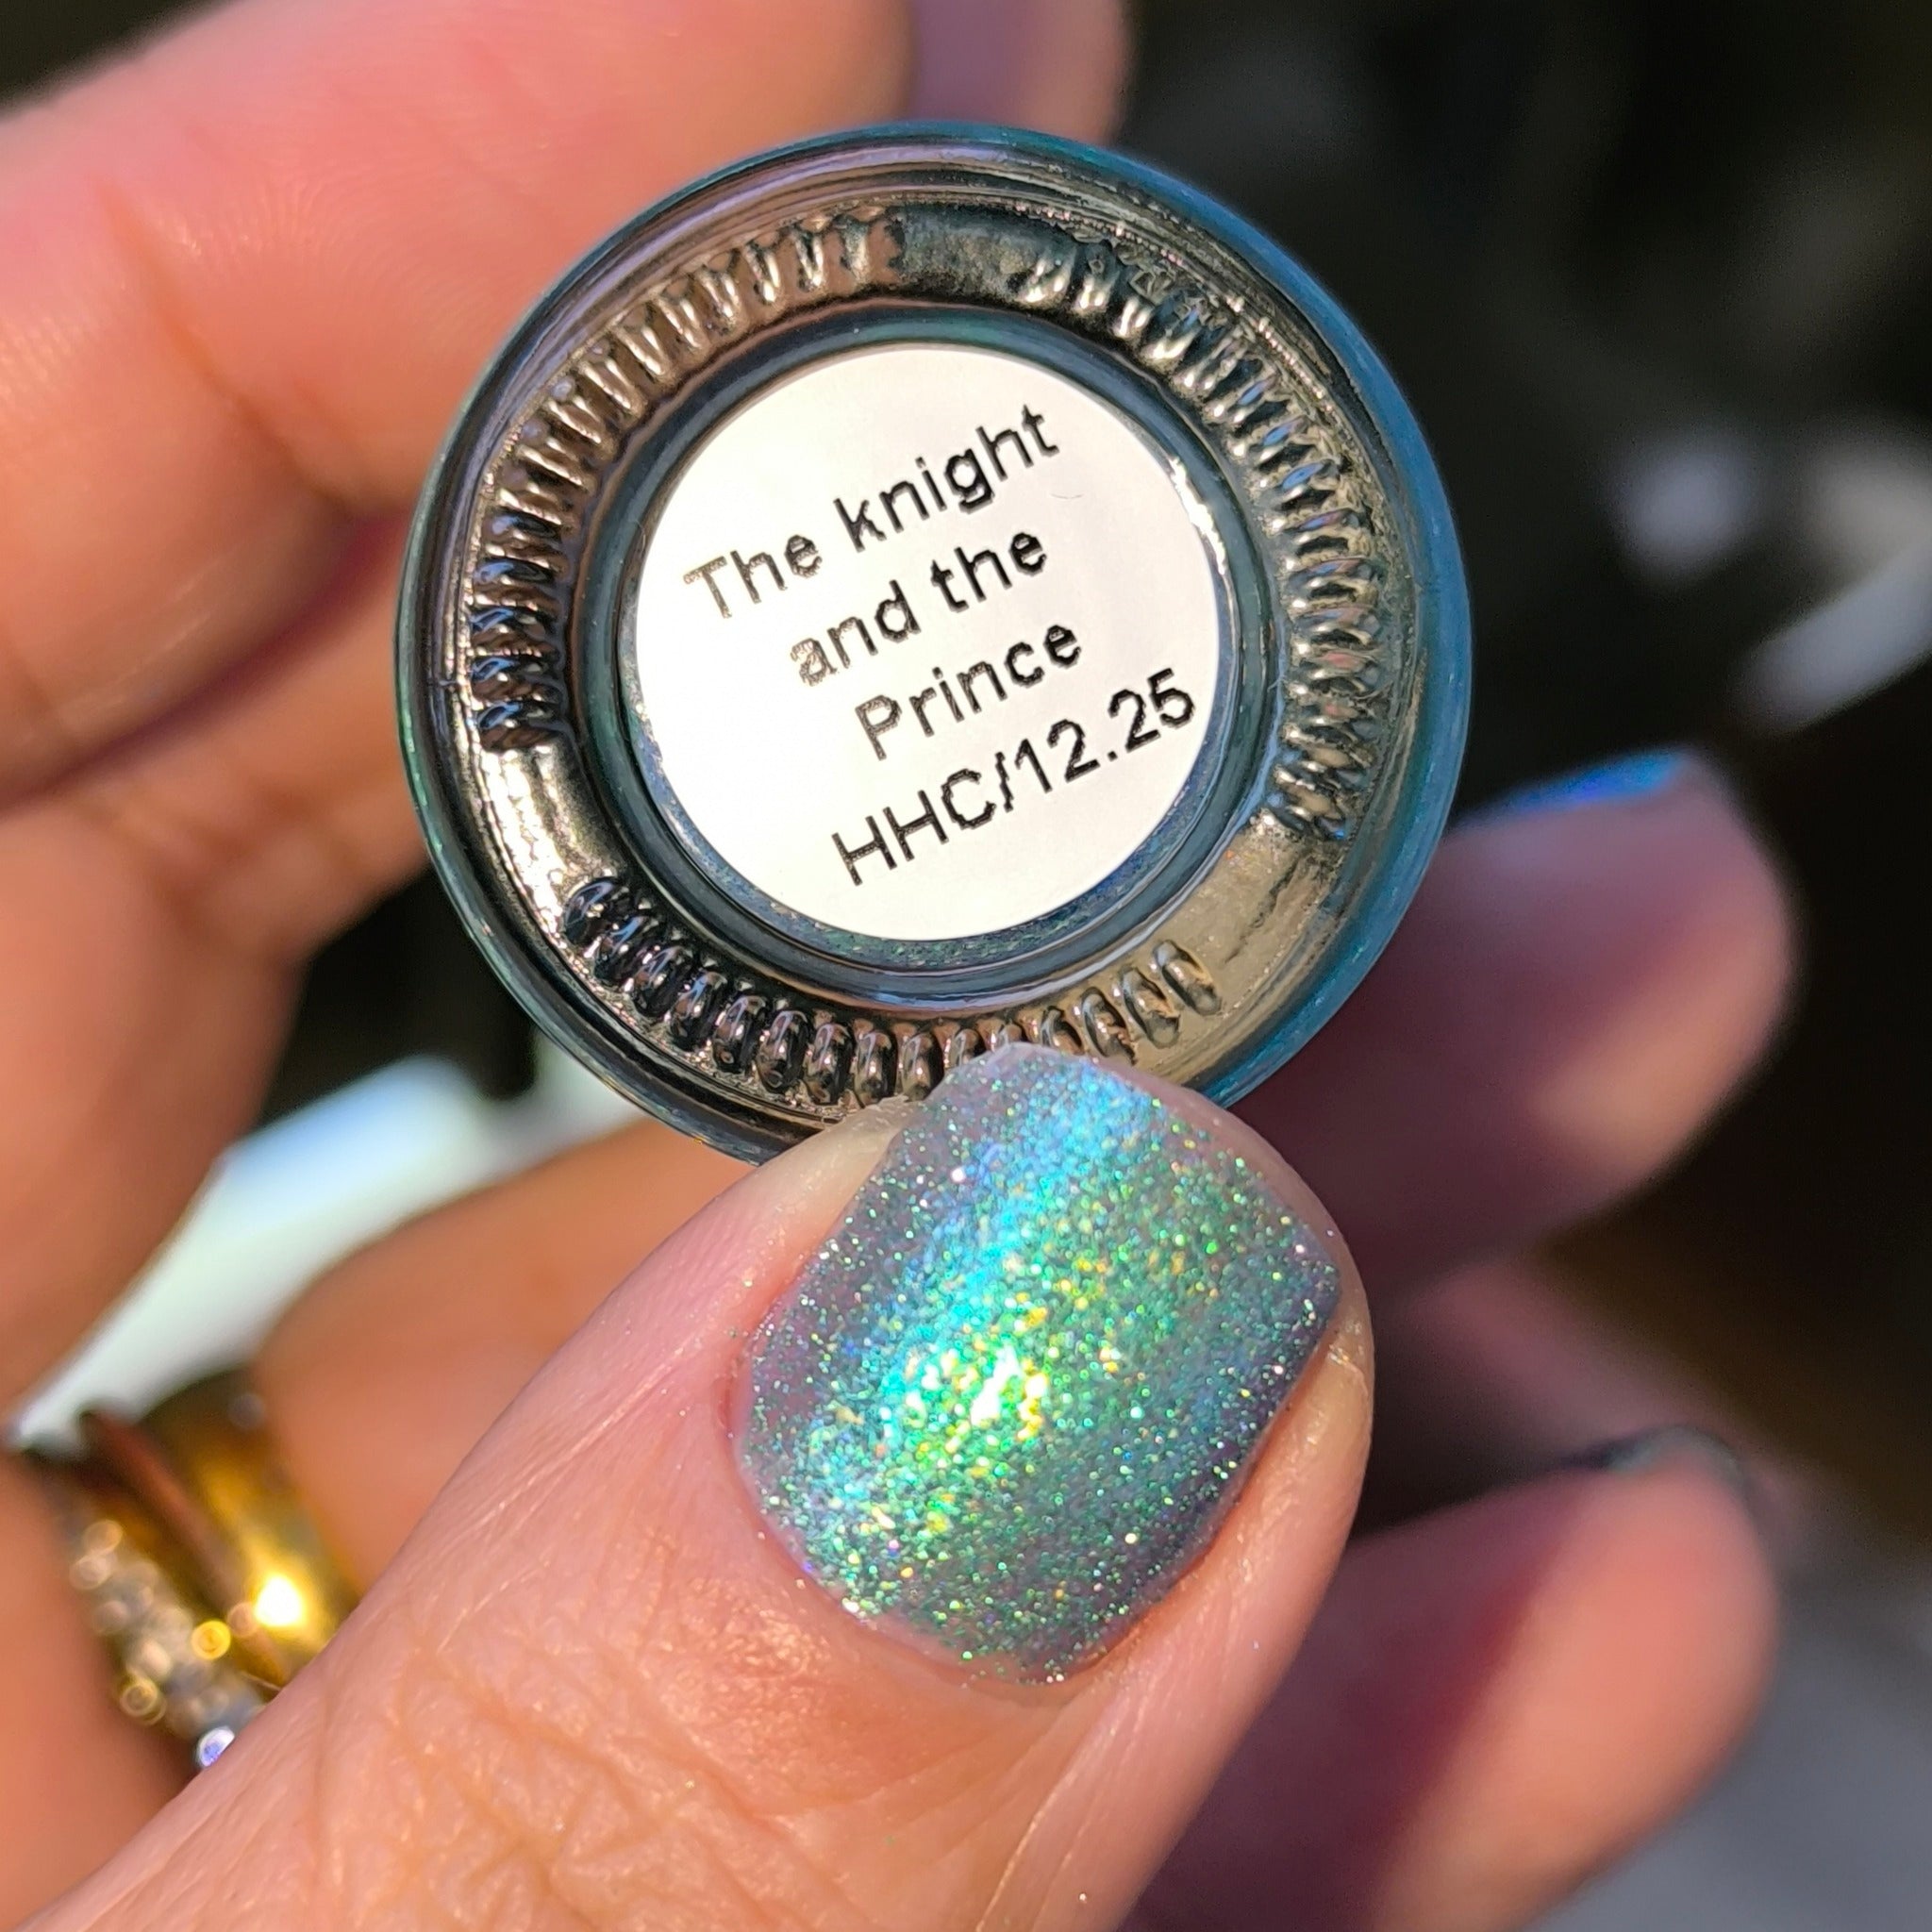 The knight
and the
Prince
HHC/12.25